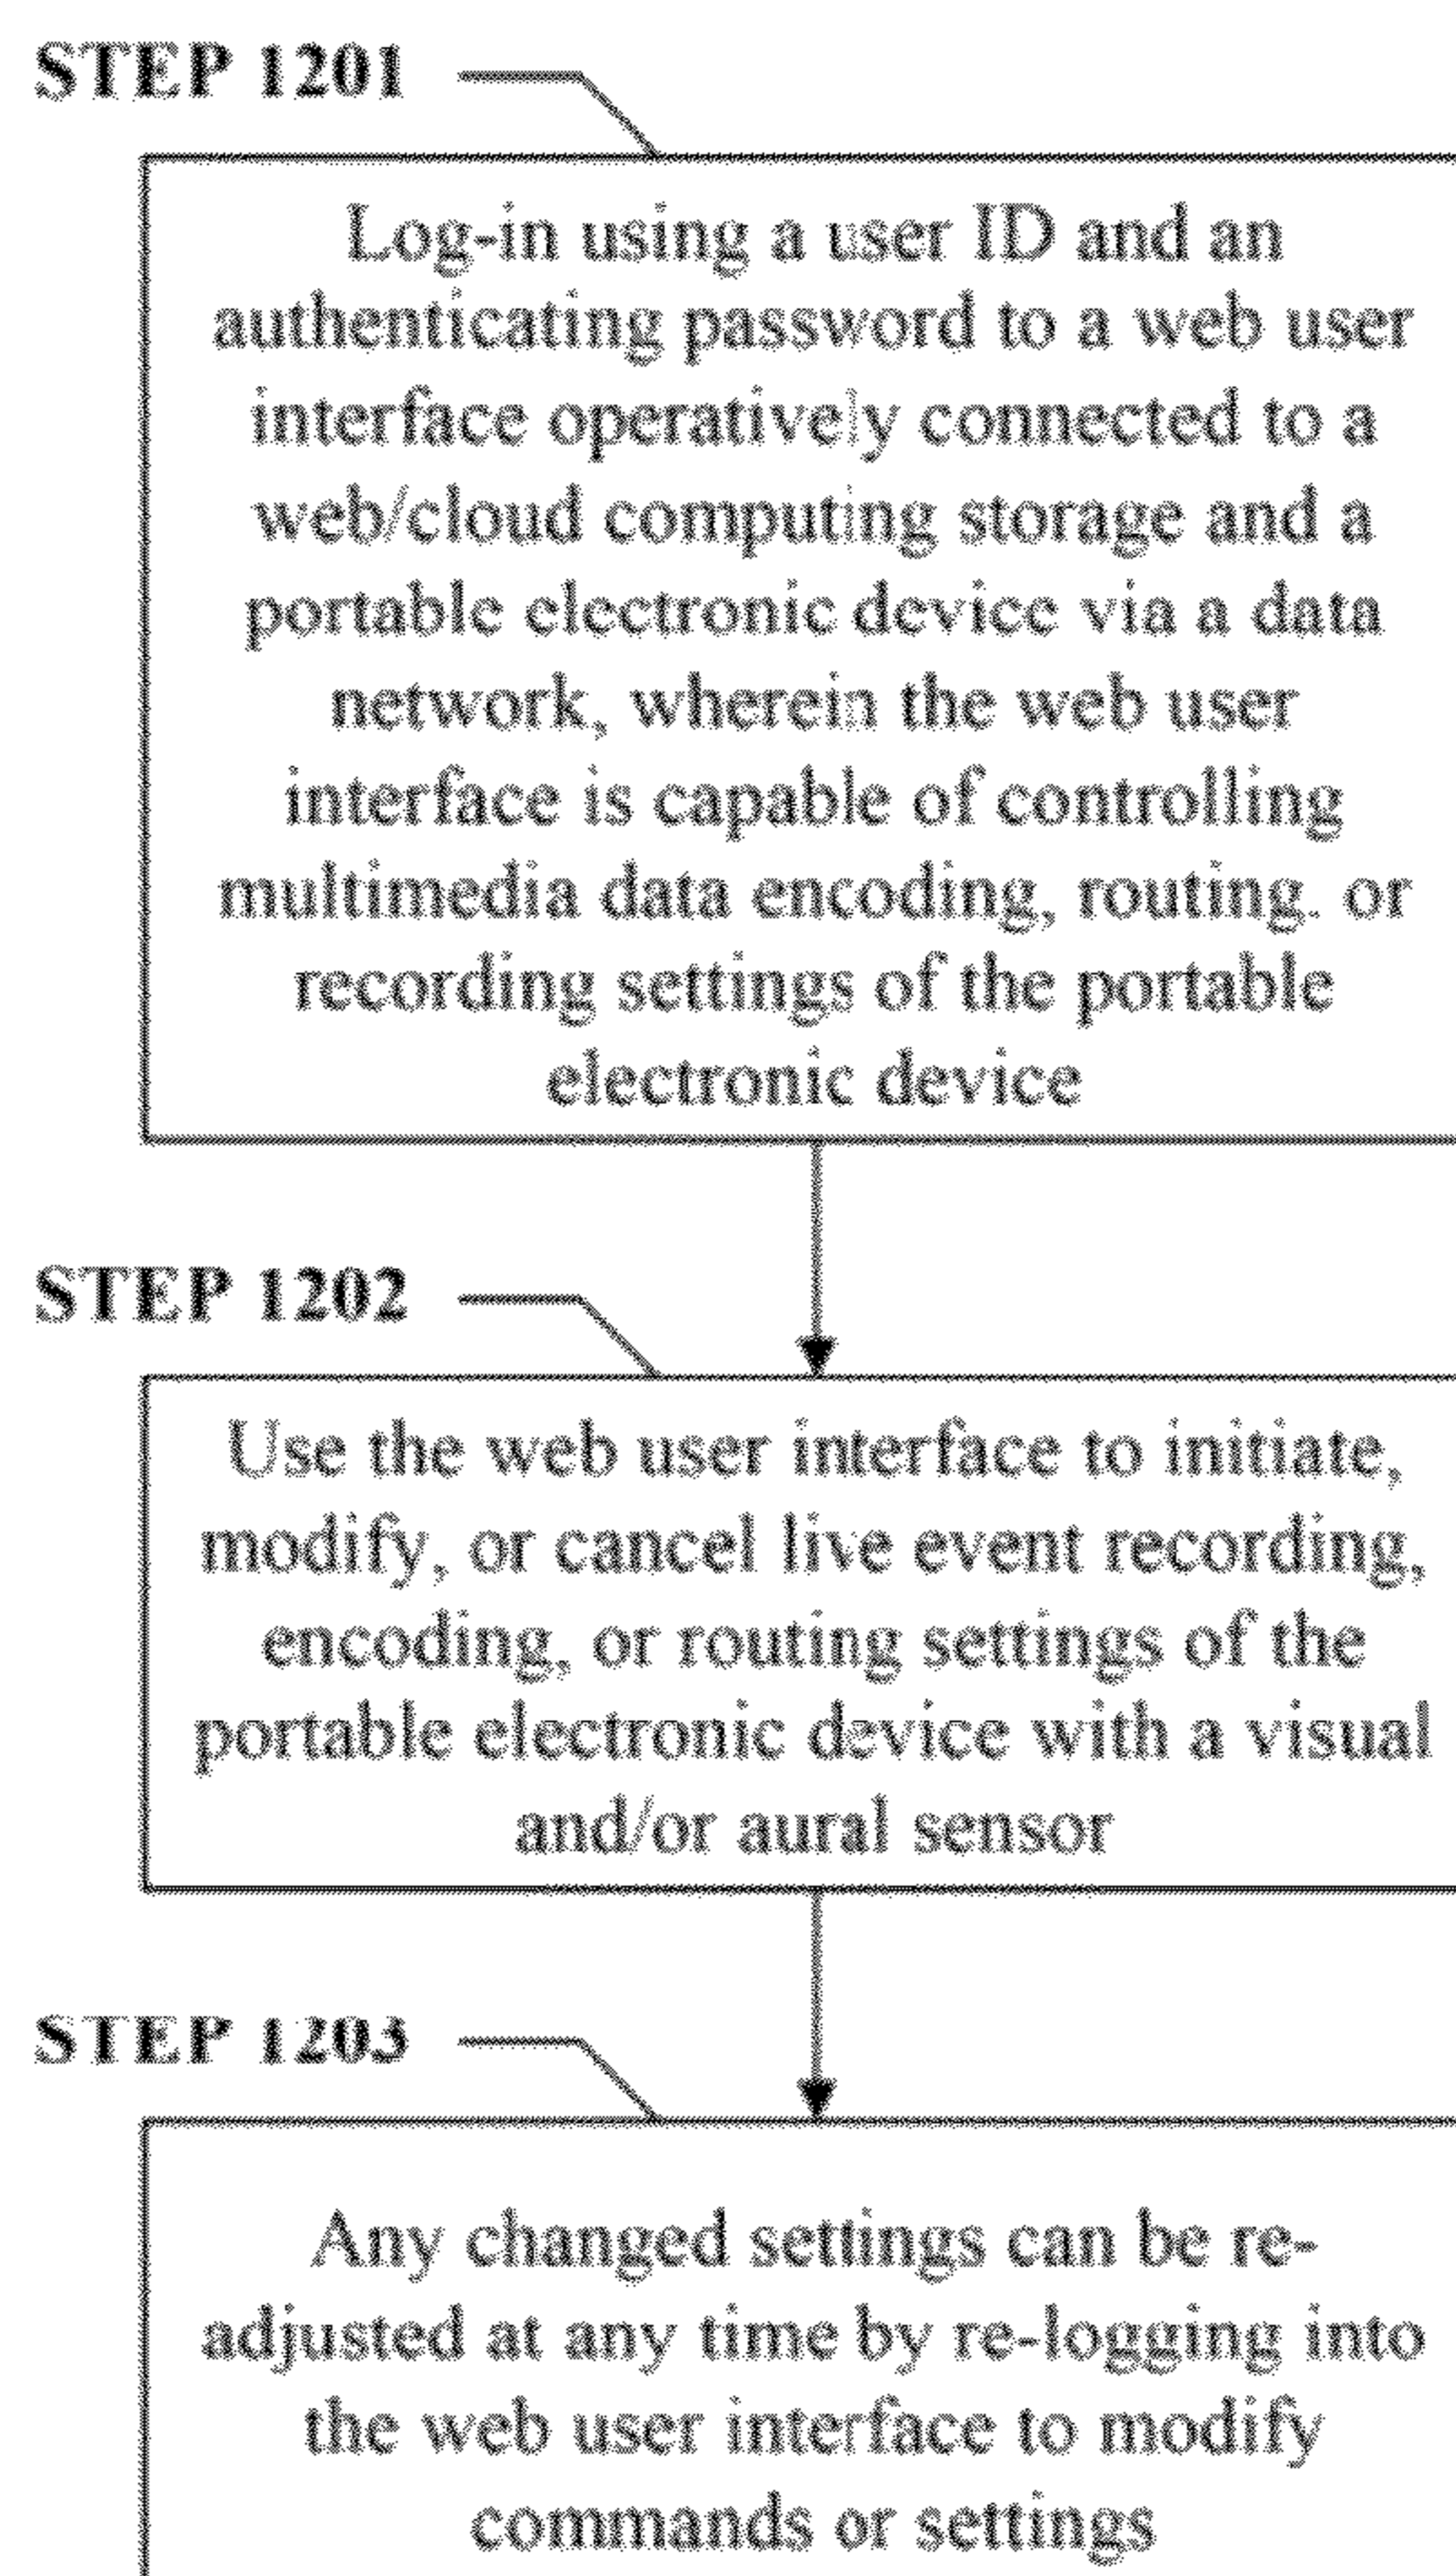 STEP 1201
Log-in using a user ID and an
authenticating password to a web user
interface operatively connected to a
web/cloud computing storage and a
portable electronic device via a data
network, wherein the web user
interface is capable of controlling
multimedia data encoding, routing, or
recording settings of the portable
electronic device
STEP 1202
Use the web user interface to initiate,
modify, or cancel live event recording,
encoding, or routing settings of the
portable electronic device with a visual
and/or aural sensor
STEP 1203
Any changed settings can be re-
adjusted at any time by re-logging into
the web user interface to modify
commands or settings